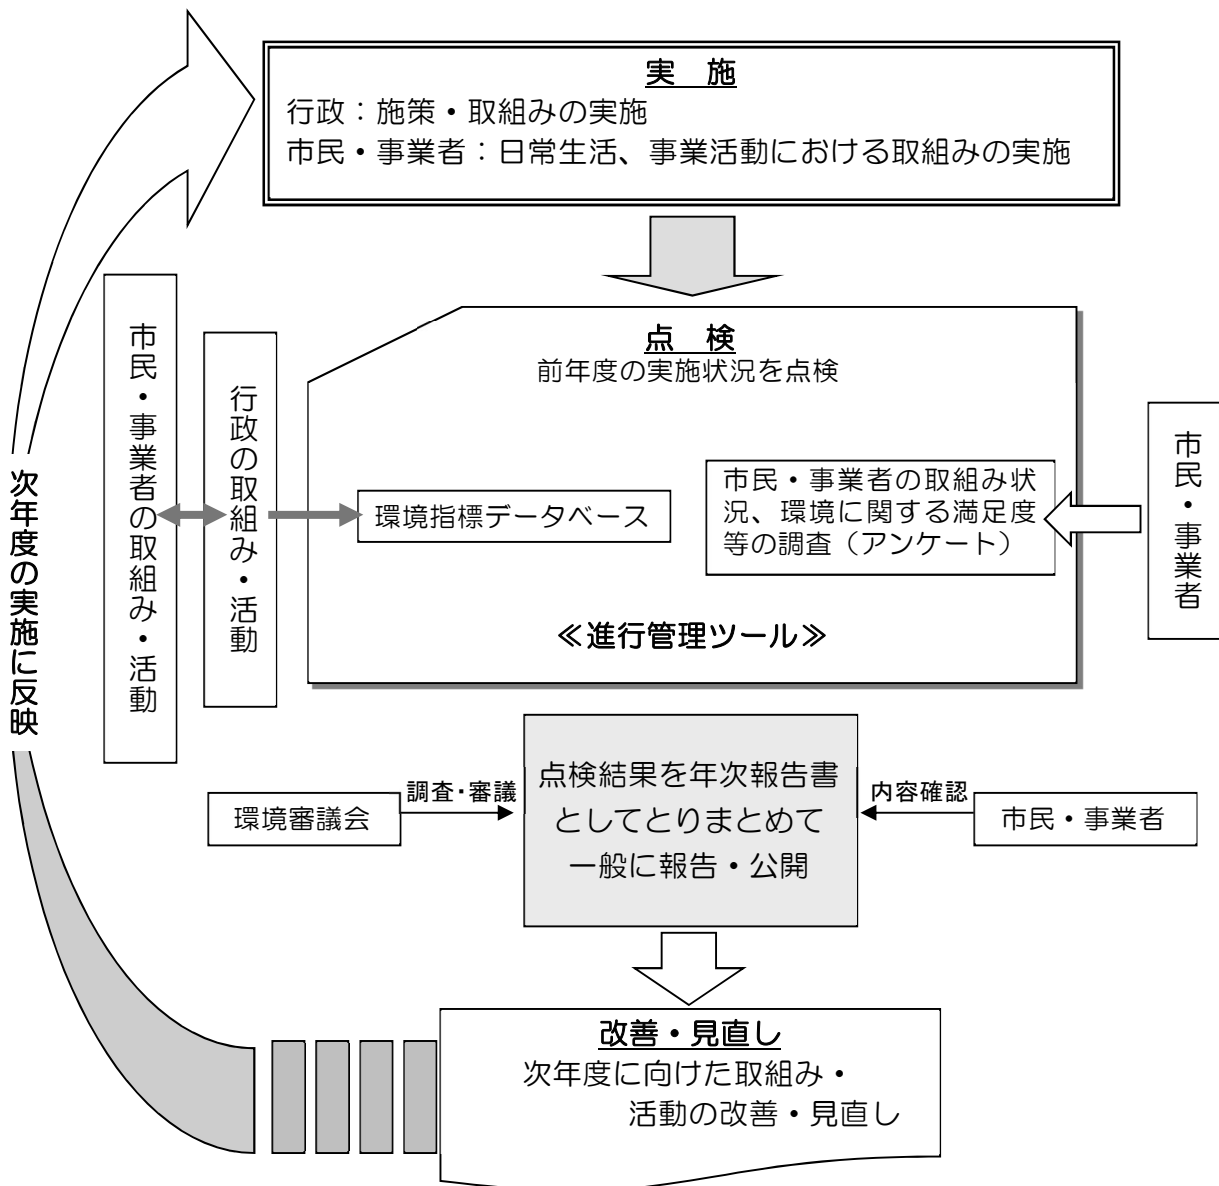 実　施
行政：施策・取組みの実施
市民・事業者：日常生活、事業活動における取組みの実施
点　検
前年度の実施状況を点検
市民・事業者の取組み・活動
行政の取組み・活動
環境指標データベース
市民・事業者の取組み状
況、環境に関する満足度
等の調査（アンケート）
市民・事業者
≪進行管理ツール≫
次年度の実施に反映
点検結果を年次報告書
としてとりまとめて
一般に報告・公開
環境審議会
調査・審議
内容確認
市民・事業者
改善・見直し
次年度に向けた取組み・
活動の改善・見直し